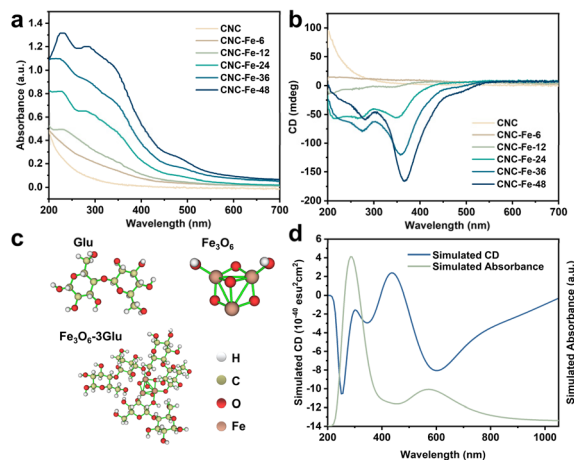 a
Absorbance (a.u.)
1.4
1.2
1.0
0.8
0.6
0.4
0.2
0.0
CNC
CNC-Fe-6
CNC-Fe-12
CNC-Fe-24
CNC-Fe-36
CNC-Fe-48
200 300 400 500 600 700
Wavelength (nm)
b
CD (mdeg)
100
50
0
-50
-100
-150
-200
CNC
CNC-Fe-6
CNC-Fe-12
CNC-Fe-24
CNC-Fe-36
CNC-Fe-48
200 300 400 500 600 700
Wavelength (nm)
c
Glu
Fe₃O₆
Fe₃O₆-3Glu
H
C
O
Fe
d
Simulated CD (10⁻⁴⁰ esu²cm²)
6
4
2
0
-2
-4
-6
-8
-10
-12
-14
Simulated CD
Simulated Absorbance
Simulated Absorbance (a.u.)
200 400 600 800 1000
Wavelength (nm)